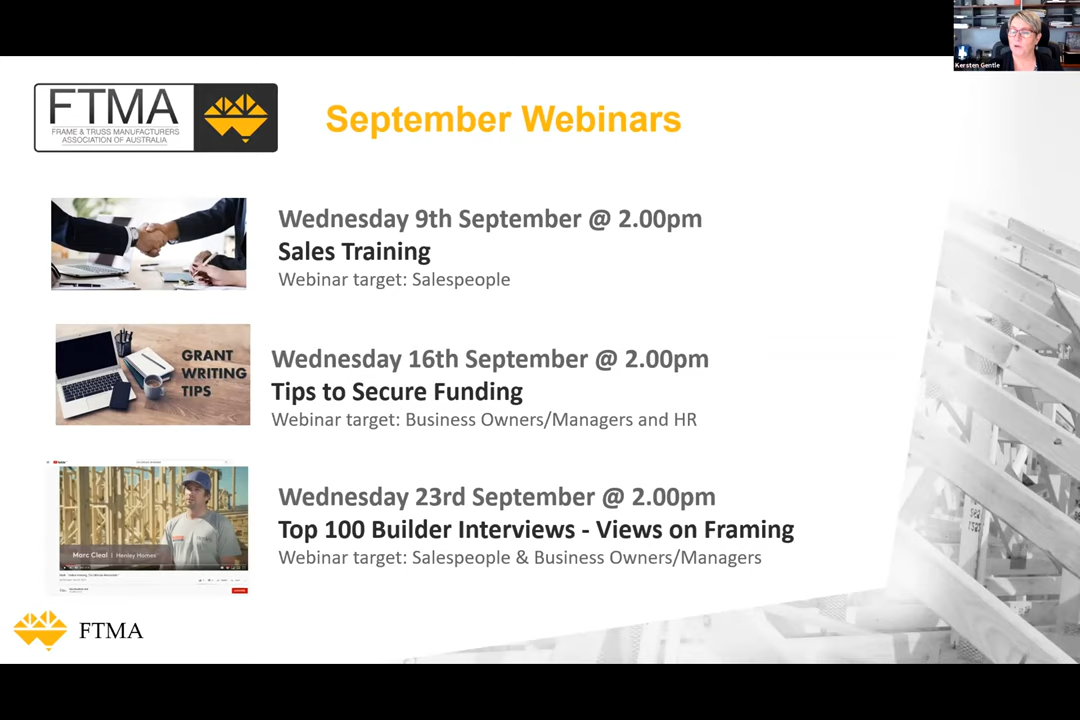 Kersten Gentle
FTMA
FRAME & TRUSS MANUFACTURERS
ASSOCIATION OF AUSTRALIA
September Webinars
Wednesday 9th September @ 2.00pm
Sales Training
Webinar target: Salespeople
GRANT
WRITING
TIPS
Wednesday 16th September @ 2.00pm
Tips to Secure Funding
Webinar target: Business Owners/Managers and HR
Marc Cleal | Henley Homes
Wednesday 23rd September @ 2.00pm
Top 100 Builder Interviews - Views on Framing
Webinar target: Salespeople & Business Owners/Managers
FTMA